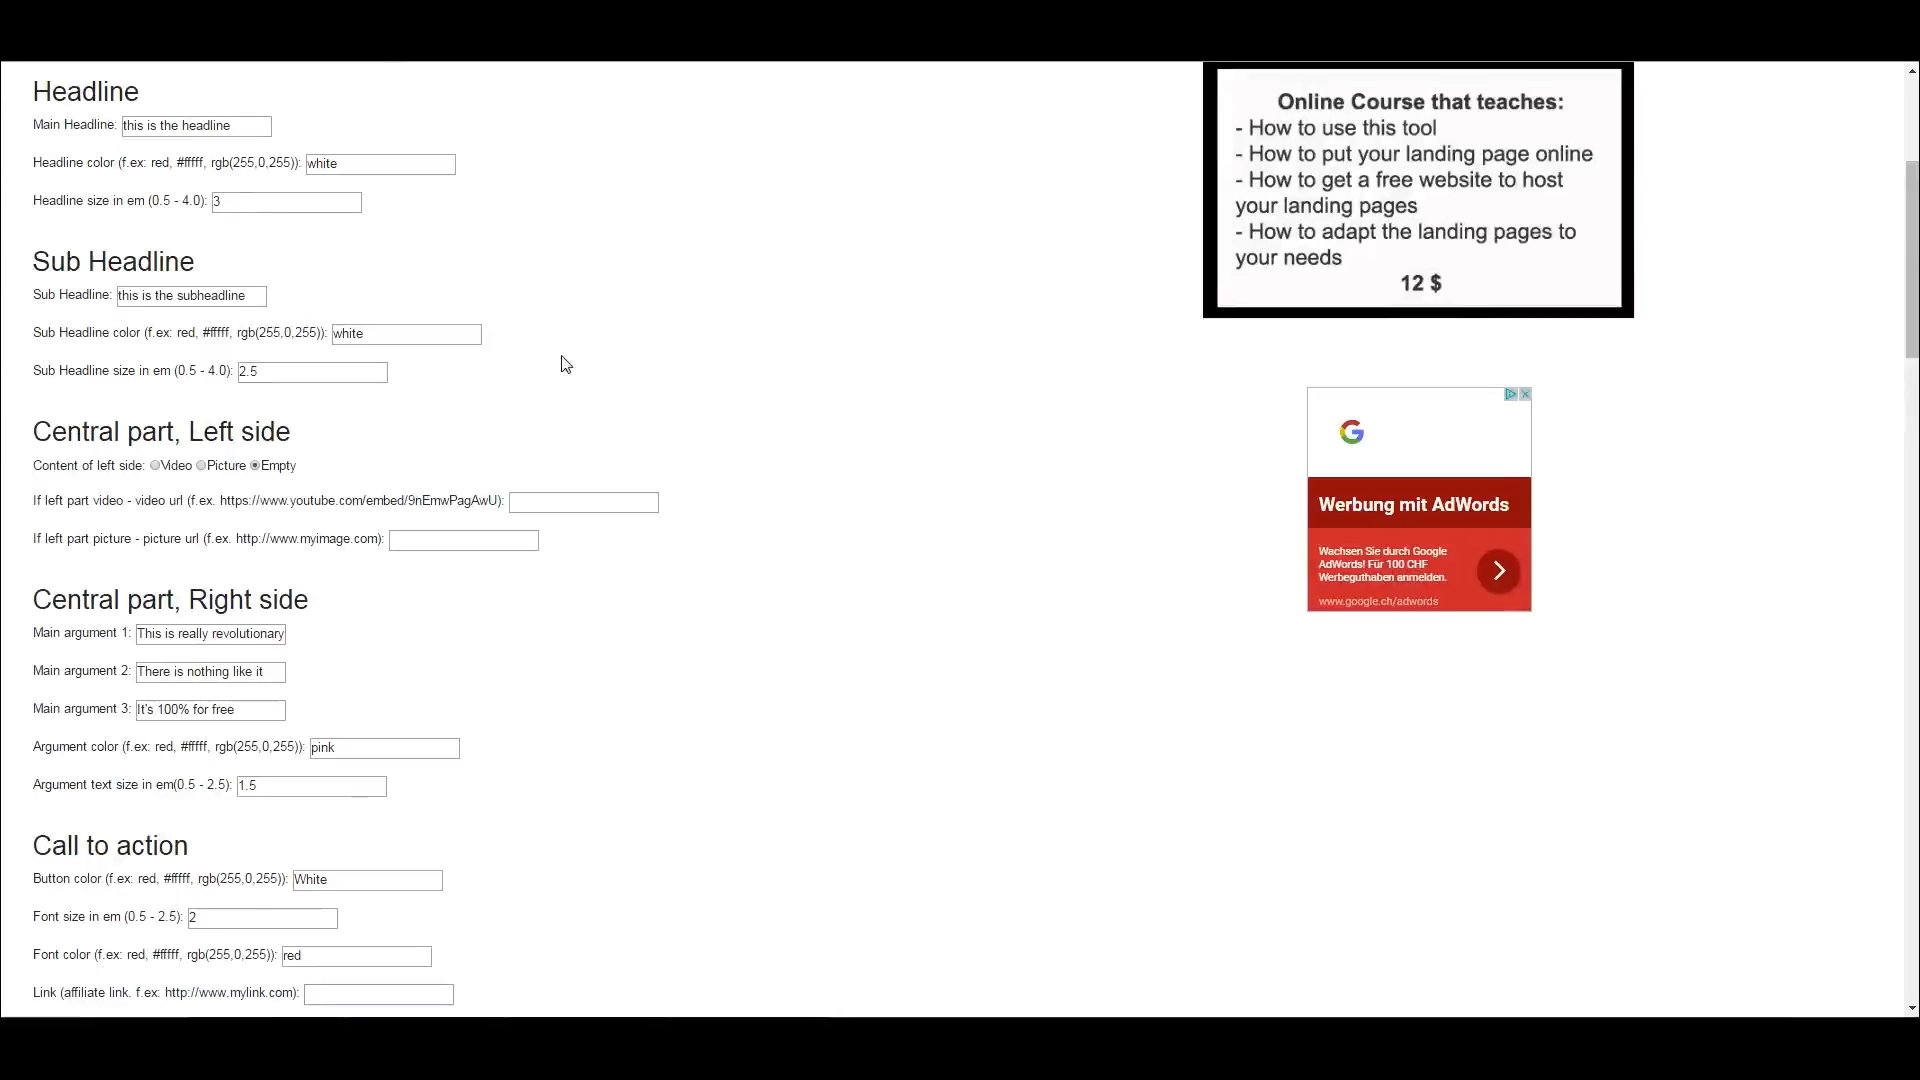 Headline
Main Headline: this is the headline
Headline color (f.ex: red, #fffff, rgb(255,0,255)): white
Headline size in em (0.5 - 4.0): 3
Sub Headline
Sub Headline: this is the subheadline
Sub Headline color (f.ex: red, #fffff, rgb(255,0,255)): white
Sub Headline size in em (0.5 - 4.0): 2.5
Central part, Left side
Content of left side: Video Picture Empty
If left part video - video url (f.ex. https://www.youtube.com/embed/9nEmwPagAwU):
If left part picture - picture url (f.ex. http://www.myimage.com):
Central part, Right side
Main argument 1: This is really revolutionary
Main argument 2: There is nothing like it
Main argument 3: It's 100% for free
Argument color (f.ex: red, #fffff, rgb(255,0,255)): pink
Argument text size in em(0.5 - 2.5): 1.5
Call to action
Button color (f.ex: red, #fffff, rgb(255,0,255)): White
Font size in em (0.5 - 2.5): 2
Font color (f.ex: red, #fffff, rgb(255,0,255)): red
Link (affiliate link. f.ex: http://www.mylink.com):
Online Course that teaches:
- How to use this tool
- How to put your landing page online
- How to get a free website to host
your landing pages
- How to adapt the landing pages to
your needs
12 $
G
Werbung mit AdWords
Wachsen Sie durch Google
AdWords! Für 100 CHF
Werbeguthaben anmelden.
www.google.ch/adwords